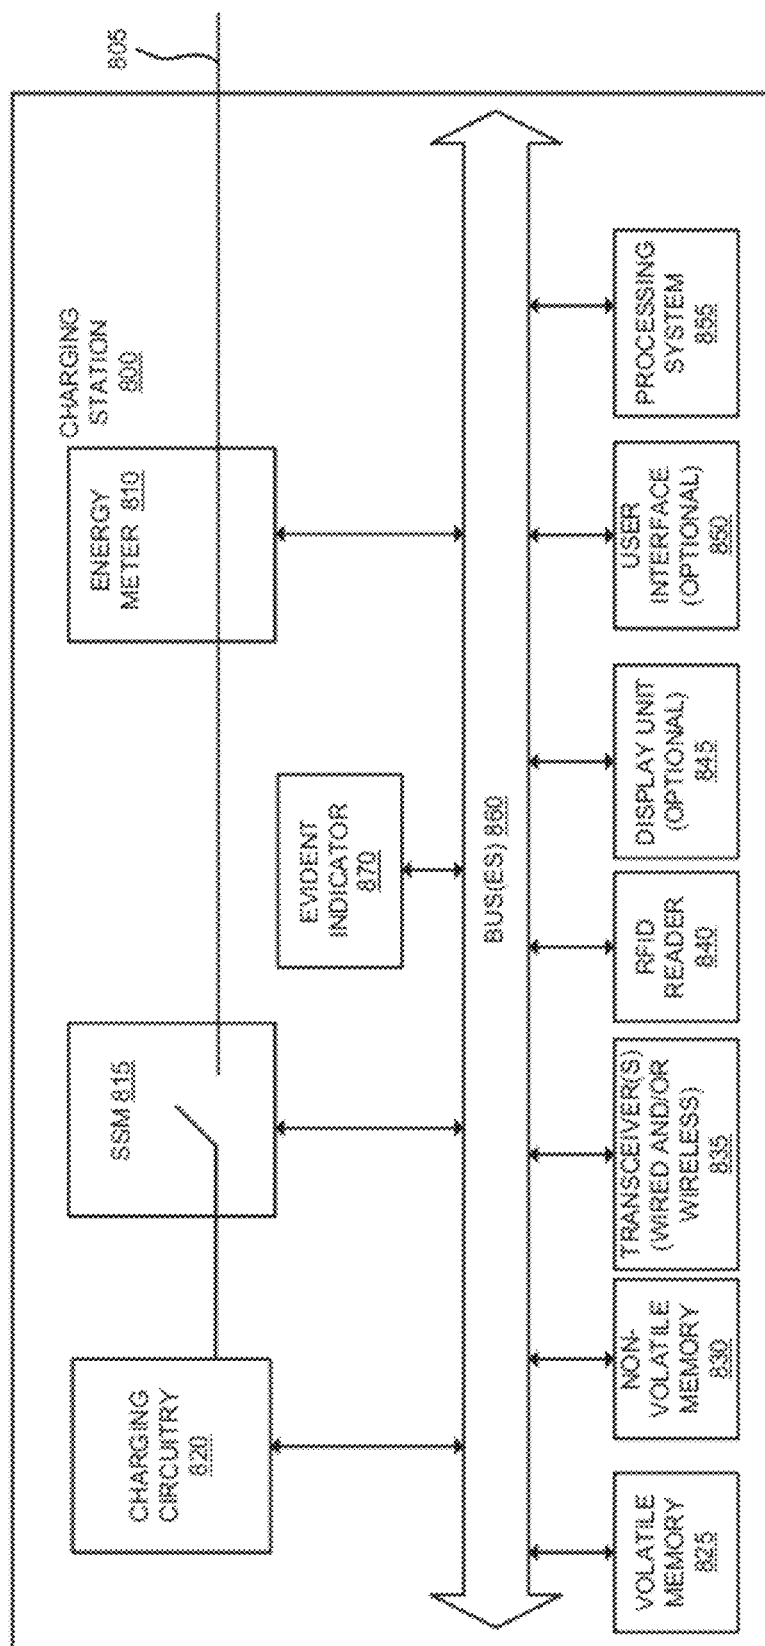 805
CHARGING
STATION
800
CHARGING
CIRCUITRY
820
SSM 815
ENERGY
METER 810
EVIDENT
INDICATOR
870
BUS(ES) 860
VOLATILE
MEMORY
825
NON-
VOLATILE
MEMORY
830
TRANSCEIVER(S)
(WIRED AND/OR
WIRELESS)
835
RFID
READER
840
DISPLAY UNIT
(OPTIONAL)
845
USER
INTERFACE
(OPTIONAL)
850
PROCESSING
SYSTEM
855